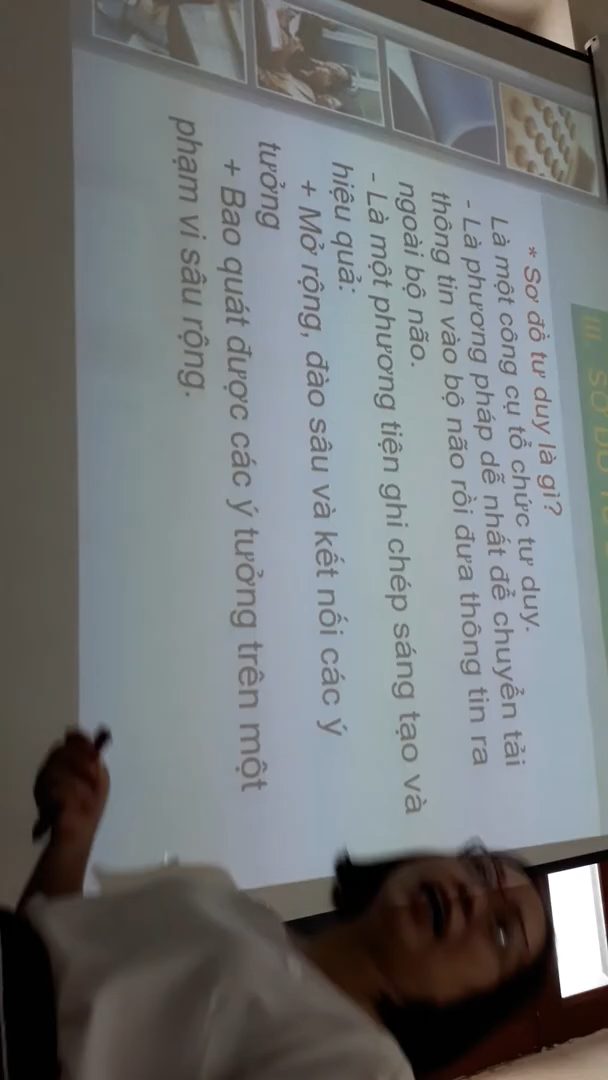 III. SƠ ĐỒ
* Sơ đồ tư duy là gì?
Là một công cụ tổ chức tư duy.
- Là phương pháp dễ nhất để chuyển tải
thông tin vào bộ não rồi đưa thông tin ra
ngoài bộ não.
- Là một phương tiện ghi chép sáng tạo và
hiệu quả:
+ Mở rộng, đào sâu và kết nối các ý
tưởng
+ Bao quát được các ý tưởng trên một
phạm vi sâu rộng.